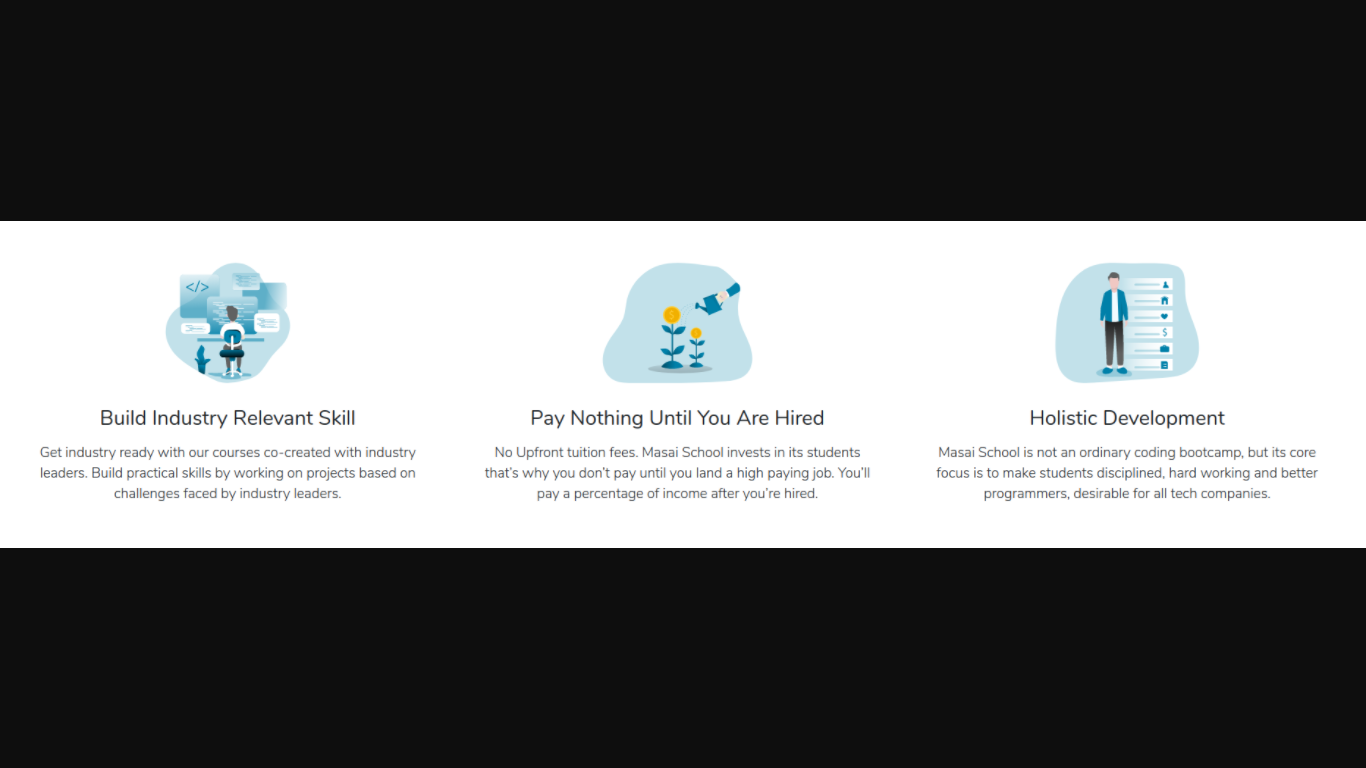 </>
Build Industry Relevant Skill
Get industry ready with our courses co-created with industry
leaders. Build practical skills by working on projects based on
challenges faced by industry leaders.
Pay Nothing Until You Are Hired
No Upfront tuition fees. Masai School invests in its students
that’s why you don’t pay until you land a high paying job. You’ll
pay a percentage of income after you’re hired.
Holistic Development
Masai School is not an ordinary coding bootcamp, but its core
focus is to make students disciplined, hard working and better
programmers, desirable for all tech companies.